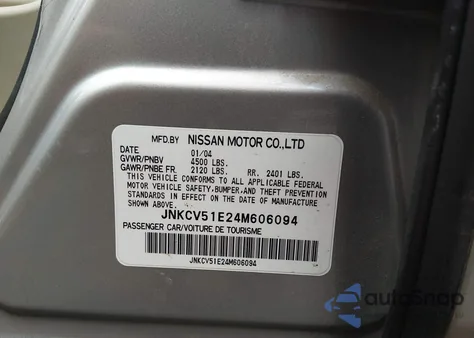 MFD.BY NISSAN MOTOR CO.,LTD
DATE 01/04
GVWR/PNBV 4500 LBS.
GAWR/PNBE FR. 2120 LBS. RR. 2401 LBS.
THIS VEHICLE CONFORMS TO ALL APPLICABLE FEDERAL
MOTOR VEHICLE SAFETY,BUMPER,AND THEFT PREVENTION
STANDARDS IN EFFECT ON THE DATE OF MANUFACTURE
SHOWN ABOVE.
JNKCV51E24M606094
PASSENGER CAR/VOITURE DE TOURISME
JNKCV51E24M606094
autoSnap